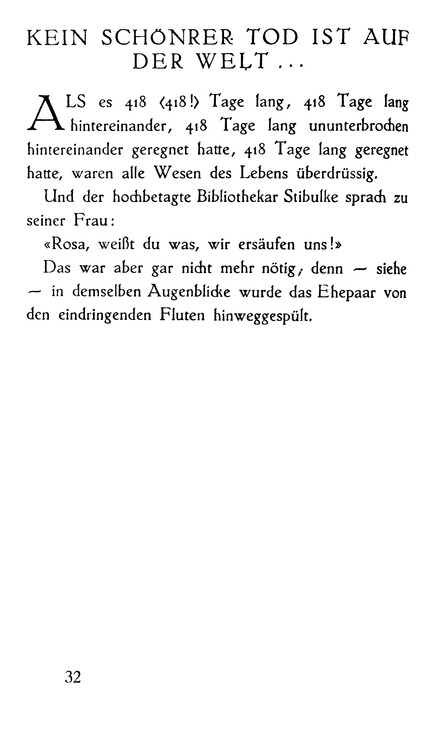 KEIN SCHÖNRER TOD IST AUF
DER WELT...
ALS es 418 (418!) Tage lang, 418 Tage lang
hintereinander, 418 Tage lang ununterbrochen
hintereinander geregnet hatte, 418 Tage lang geregnet
hatte, waren alle Wesen des Lebens überdrüssig.
Und der hochbetagte Bibliothekar Stibulke sprach zu
seiner Frau:
«Rosa, weißt du was, wir ersäufen uns!»
Das war aber gar nicht mehr nötig, denn — siehe
— in demselben Augenblicke wurde das Ehepaar von
den eindringenden Fluten hinweggespült.
32